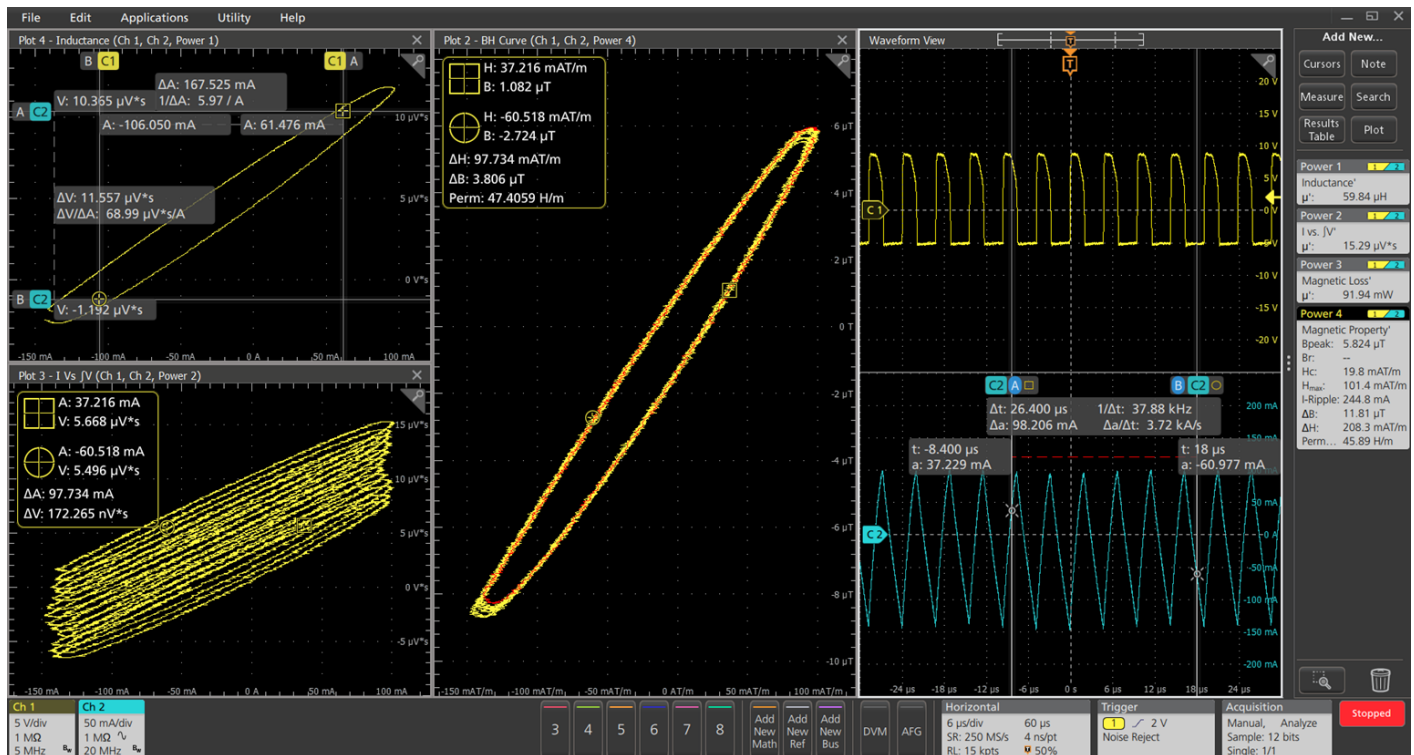 File Edit Applications Utility Help
Plot 4 - Inductance (Ch 1, Ch 2, Power 1)
B C1
C1 A
ΔA: 167.525 mA
V: 10.365 µV*s 1/ΔA: 5.97 / A
A C2
A: -106.050 mA
A: 61.476 mA
10 µV*s
ΔV: 11.557 µV*s
ΔV/ΔA: 68.99 µV*s/A
5 µV*s
0 V*s
B C2
V: -1.192 µV*s
-150 mA
-50 mA
0 A
50 mA
100 mA
Plot 3 - I Vs ∫V (Ch 1, Ch 2, Power 2)
A: 37.216 mA
V: 5.668 µV*s
A: -60.518 mA
V: 5.496 µV*s
ΔA: 97.734 mA
ΔV: 172.265 nV*s
15 µV*s
10 µV*s
5 µV*s
0 V*s
-5 µV*s
-150 mA
-100 mA
-50 mA
0 A
50 mA
100 mA
Plot 2 - BH Curve (Ch 1, Ch 2, Power 4)
H: 37.216 mAT/m
B: 1.082 µT
H: -60.518 mAT/m
B: -2.724 µT
ΔH: 97.734 mAT/m
ΔB: 3.806 µT
Perm: 47.4059 H/m
6 µT
4 µT
2 µT
0 T
-2 µT
-4 µT
-6 µT
-8 µT
-10 µT
-150 mAT/m
-50 mAT/m
0 AT/m
50 mAT/m
100 mAT/m
Waveform View
T
T
20 V
15 V
10 V
5 V
0 V
-5 V
-10 V
-15 V
-20 V
C1
C2 A
B C2
Δt: 26.400 µs 1/Δt: 37.88 kHz
Δa: 98.206 mA Δa/Δt: 3.72 kA/s
t: -8.400 µs
a: 37.229 mA
t: 18 µs
a: -60.977 mA
200 mA
150 mA
100 mA
50 mA
0 A
-50 mA
-100 mA
-150 mA
-200 mA
C2
-24 µs
-18 µs
-12 µs
-6 µs
0 s
6 µs
12 µs
18 µs
24 µs
Add New...
Cursors
Note
Measure
Search
Results
Table
Plot
Power 1 1 2
Inductance'
µ': 59.84 µH
Power 2 1 2
I vs. ∫V'
µ': 15.29 µV*s
Power 3 1 2
Magnetic Loss'
µ': 91.94 mW
Power 4 1 2
Magnetic Property'
Bpeak: 5.824 µT
Br: --
Hc: 19.8 mAT/m
Hmax: 101.4 mAT/m
I-Ripple: 244.8 mA
ΔB: 11.81 µT
ΔH: 208.3 mAT/m
Perm... 45.89 H/m
Ch 1
5 V/div
1 MΩ
5 MHz Bw
Ch 2
50 mA/div
1 MΩ
20 MHz Bw
3
4
5
6
7
8
Add
New
Math
Add
New
Ref
Add
New
Bus
DVM
AFG
Horizontal
6 µs/div 60 µs
SR: 250 MS/s 4 ns/pt
RL: 15 kpts 50%
Trigger
1 2 V
Noise Reject
Acquisition
Manual, Analyze
Sample: 12 bits
Single: 1/1
Stopped